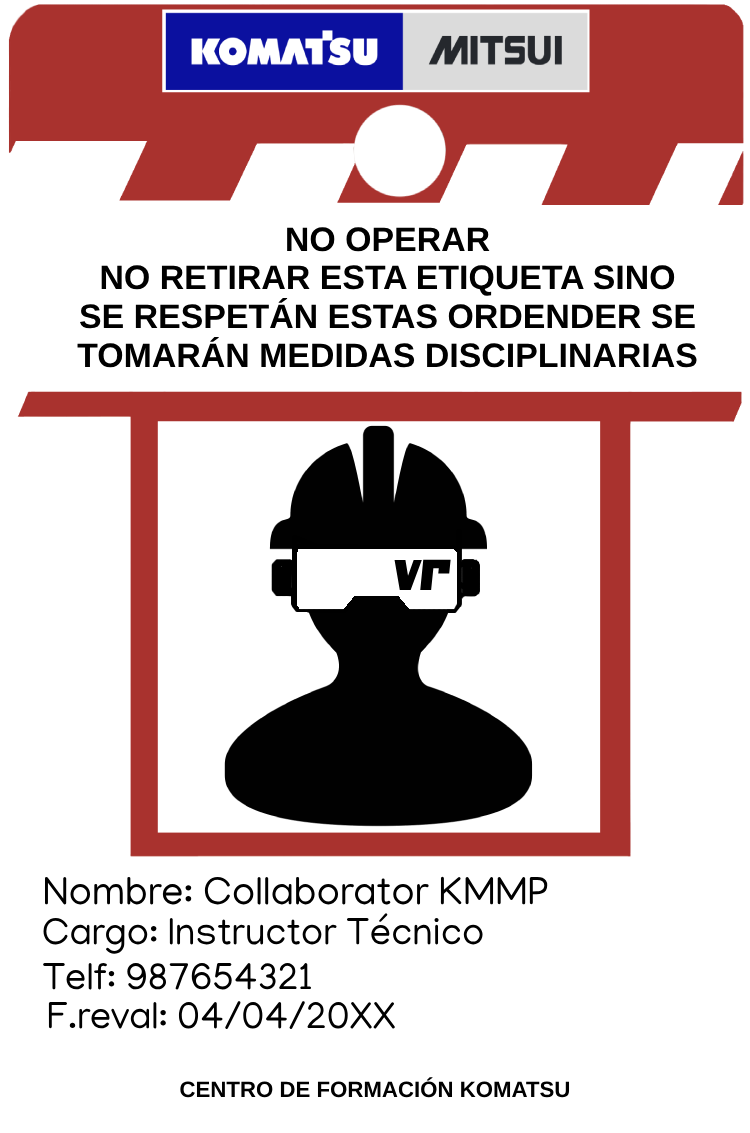 KOMATSU MITSUI
NO OPERAR
NO RETIRAR ESTA ETIQUETA SINO
SE RESPETÁN ESTAS ORDENDER SE
TOMARÁN MEDIDAS DISCIPLINARIAS
vr
Nombre: Collaborator KMMP
Cargo: Instructor Técnico
Telf: 987654321
F.reval: 04/04/20XX
CENTRO DE FORMACIÓN KOMATSU